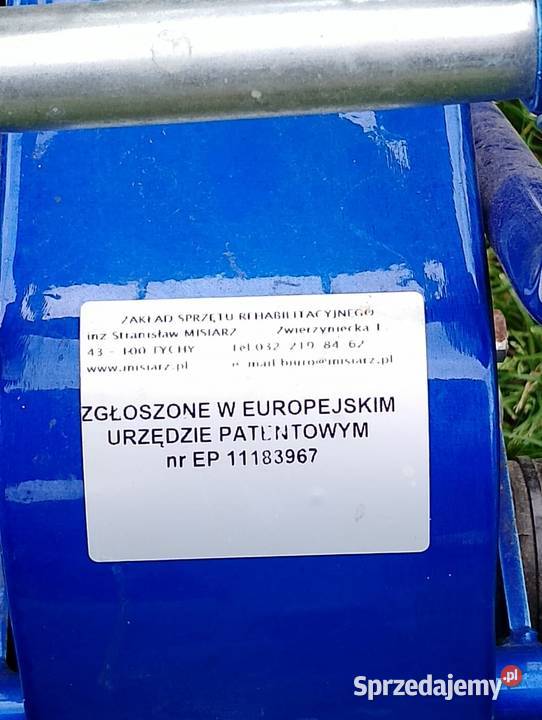 ZAKŁAD SPRZĘTU REHABILITACYJNEGO
inż Stanisław MISIARZ Zwierzyniecka 1
43 - 100 TYCHY Tel 032 219 84 62
www.misiarz.pl e-mail biuro@misiarz.pl
ZGŁOSZONE W EUROPEJSKIM
URZĘDZIE PATENTOWYM
nr EP 11183967
Sprzedajemy.pl